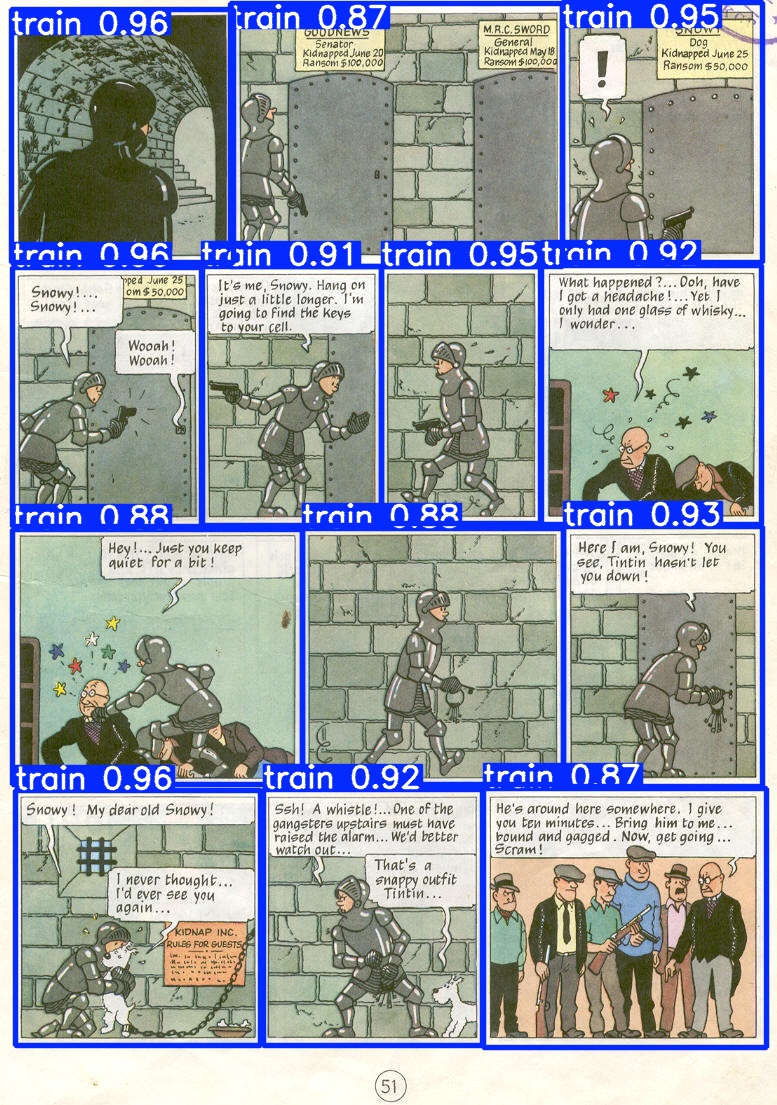 train 0.96
train 0.87
GOODNEWS
Senator
Kidnapped June 20
Ransom $100,000
M.R.C. SWORD
General
Kidnapped May 18
Ransom $100,000
train 0.95
!
SNOWY
Dog
Kidnapped June 25
Ransom $50,000
train 0.96
Snowy!...
Snowy!...
pped June 25
om $50,000
Wooah!
Wooah!
train 0.91
It's me, Snowy. Hang on
just a little longer. I'm
going to find the keys
to your cell.
train 0.95
train 0.92
What happened?... Ooh, have
I got a headache!... Yet I
only had one glass of whisky...
I wonder...
train 0.88
Hey!... Just you keep
quiet for a bit!
train 0.88
train 0.93
Here I am, Snowy! You
see, Tintin hasn't let
you down!
train 0.96
Snowy! My dear old Snowy!
I never thought...
I'd ever see you
again...
KIDNAP INC.
RULES FOR GUESTS
train 0.92
Ssh! A whistle!... One of the
gangsters upstairs must have
raised the alarm... We'd better
watch out...
That's a
snappy outfit
Tintin...
train 0.87
He's around here somewhere. I give
you ten minutes... Bring him to me...
bound and gagged. Now, get going...
Scram!
51